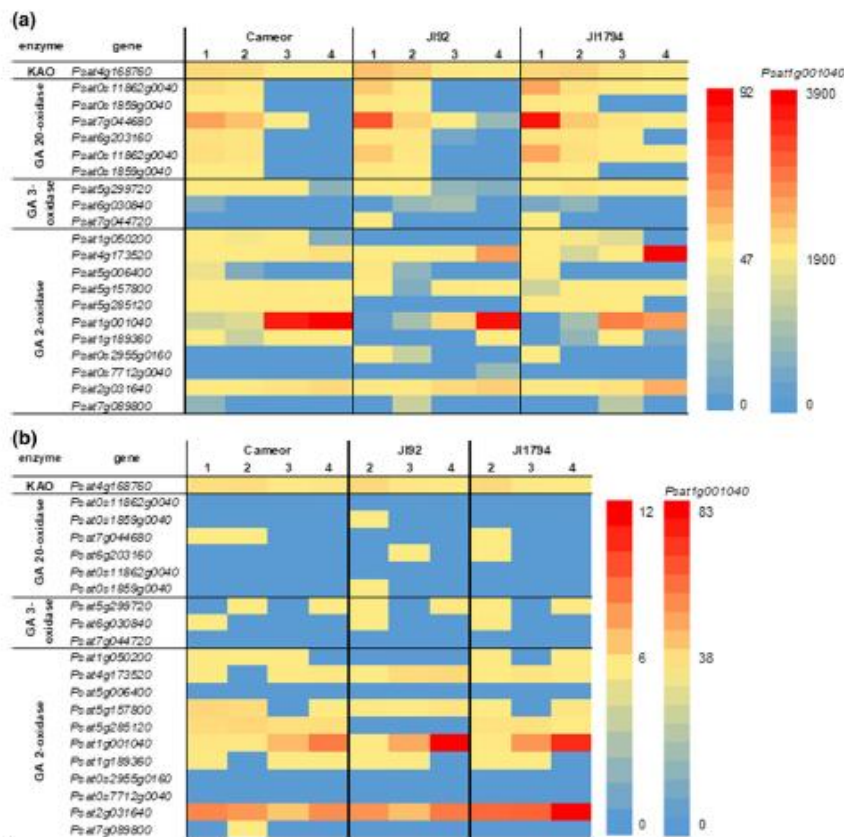 (a)
enzyme gene Cameor JI92 JI1794
1 2 3 4 1 2 3 4 1 2 3 4
KAO Psat4g168760
GA 20-oxidase
Psat0s11862g0040
Psat0s1859g0040
Psat7g044680
Psat6g203160
Psat0s11862g0040
Psat0s1859g0040
GA 3-oxidase
Psat5g299720
Psat6g030840
Psat7g044720
GA 2-oxidase
Psat1g050200
Psat4g173520
Psat5g006400
Psat5g157800
Psat5g285120
Psat1g001040
Psat1g189360
Psat0s2955g0160
Psat0s7712g0040
Psat2g031640
Psat7g089800
Psat1g001040
92 3900
47 1900
0 0
(b)
enzyme gene Cameor JI92 JI1794
1 2 3 4 2 3 4 2 3 4
KAO Psat4g168760
GA 20-oxidase
Psat0s11862g0040
Psat0s1859g0040
Psat7g044680
Psat6g203160
Psat0s11862g0040
Psat0s1859g0040
GA 3-oxidase
Psat5g299720
Psat6g030840
Psat7g044720
GA 2-oxidase
Psat1g050200
Psat4g173520
Psat5g006400
Psat5g157800
Psat5g285120
Psat1g001040
Psat1g189360
Psat0s2955g0160
Psat0s7712g0040
Psat2g031640
Psat7g089800
Psat1g001040
12 83
6 38
0 0